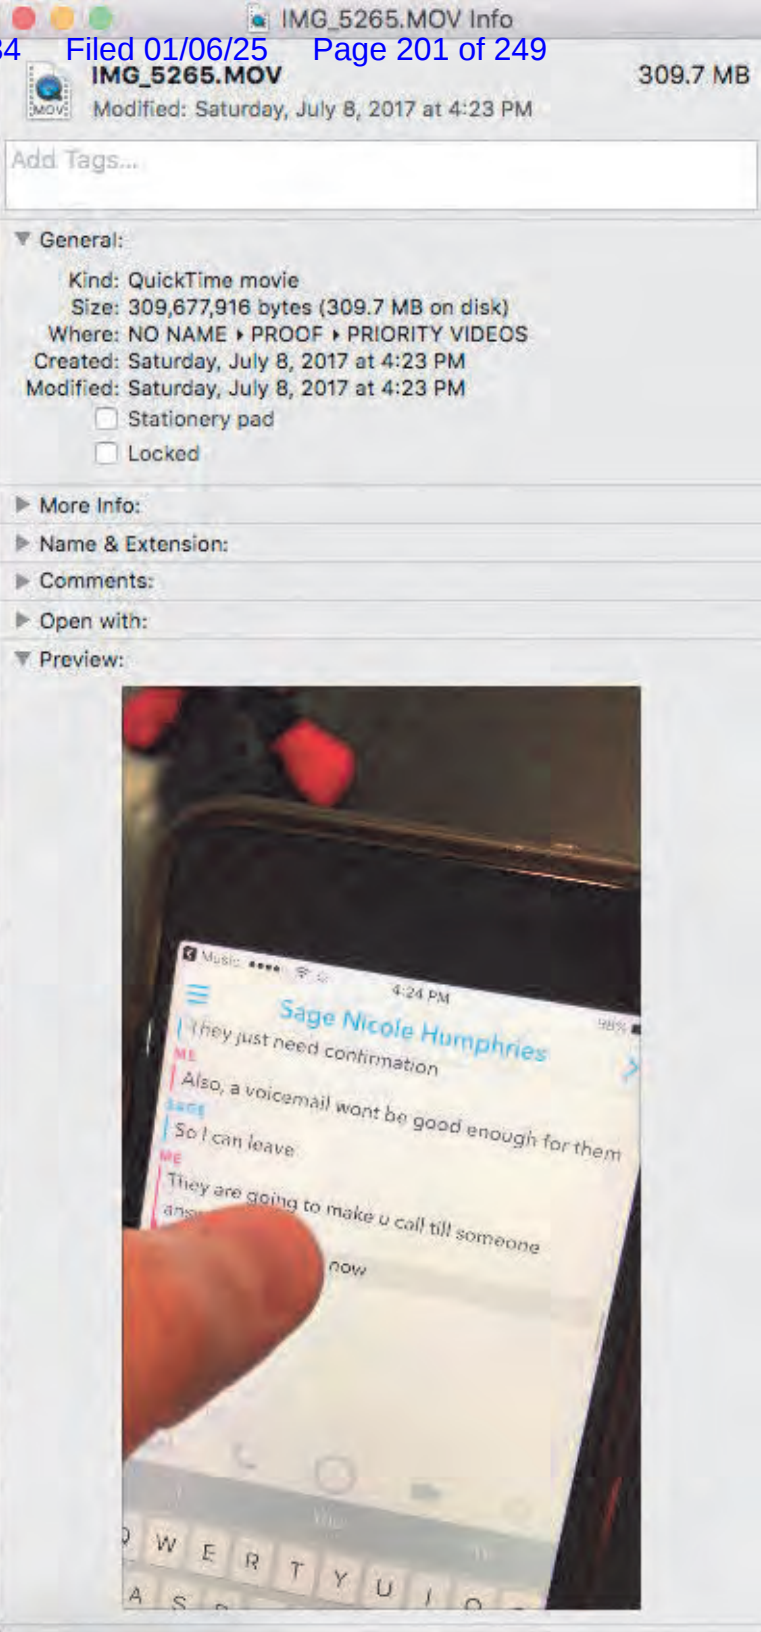 IMG_5265.MOV Info
34 Filed 01/06/25 Page 201 of 249
IMG_5265.MOV 309.7 MB
MOV
Modified: Saturday, July 8, 2017 at 4:23 PM
Add Tags...
General:
Kind: QuickTime movie
Size: 309,677,916 bytes (309.7 MB on disk)
Where: NO NAME ▸ PROOF ▸ PRIORITY VIDEOS
Created: Saturday, July 8, 2017 at 4:23 PM
Modified: Saturday, July 8, 2017 at 4:23 PM
Stationery pad
Locked
More Info:
Name & Extension:
Comments:
Open with:
Preview:
Music 4:24 PM 98%
Sage Nicole Humphries
They just need confirmation
ME
Also, a voicemail wont be good enough for them
SAGE
So I can leave
ME
They are going to make u call till someone
now
W E R T Y U I O
A S